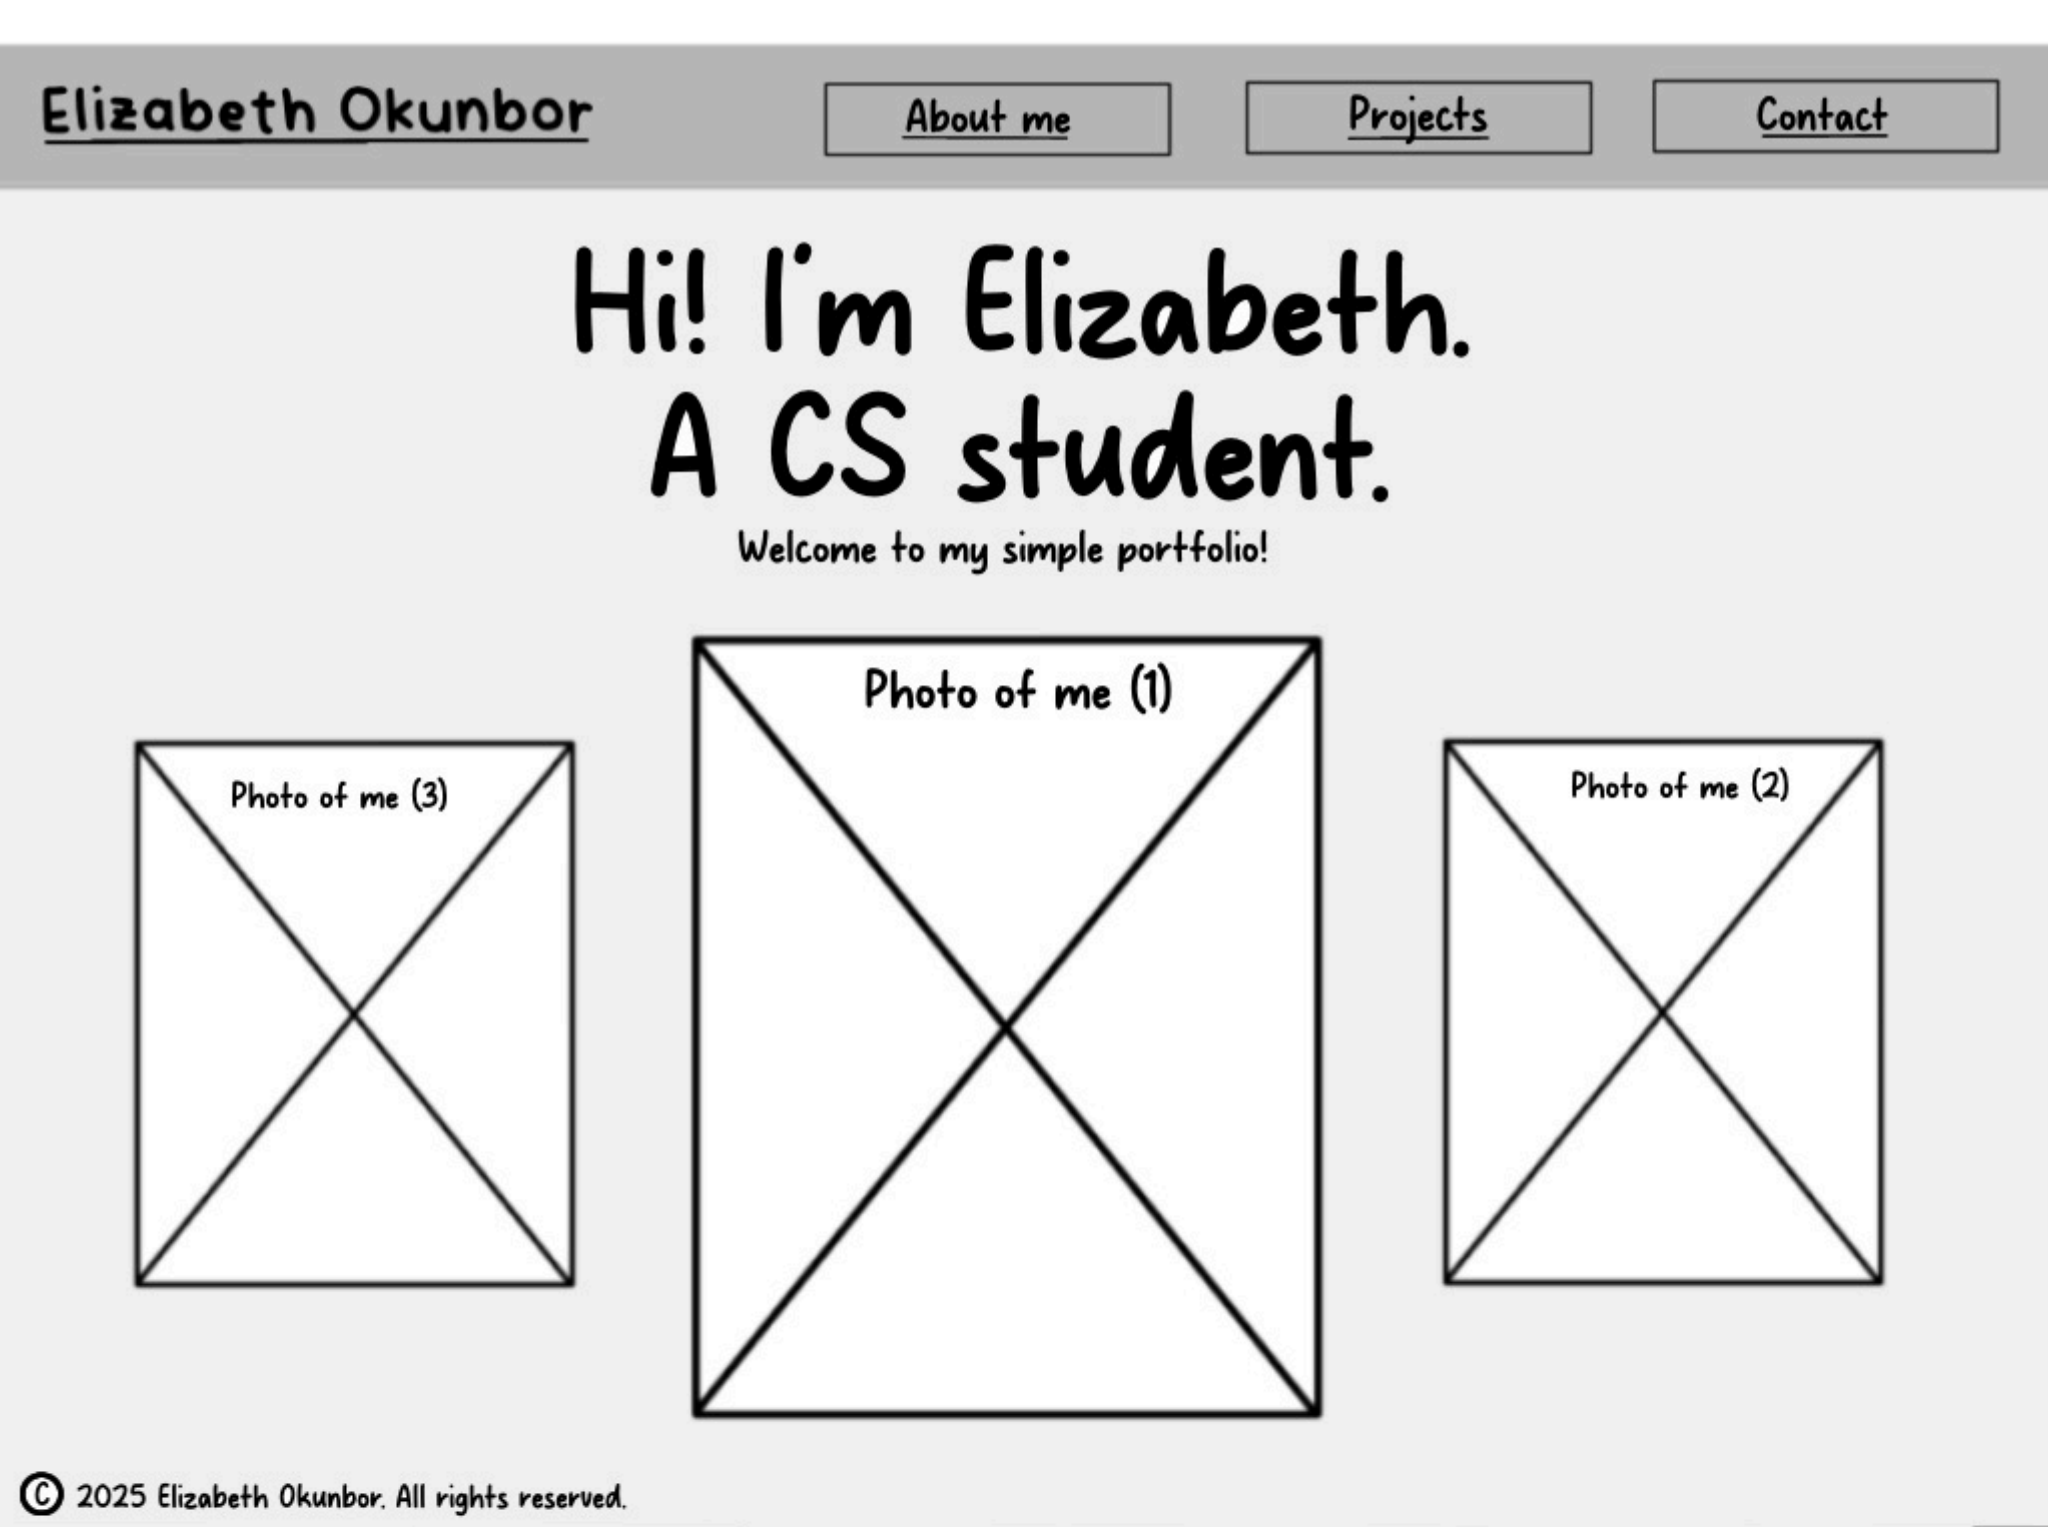 Elizabeth Okunbor
About me
Projects
Contact
Hi! I'm Elizabeth.
A CS student.
Welcome to my simple portfolio!
Photo of me (3)
Photo of me (1)
Photo of me (2)
© 2025 Elizabeth Okunbor. All rights reserved.